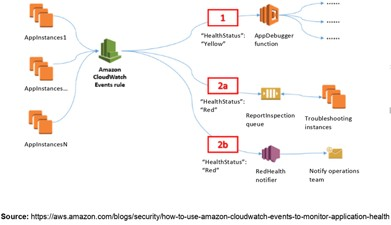 AppInstances1
AppInstances...
AppInstancesN
Amazon
CloudWatch
Events rule
1
"HealthStatus":
"Yellow"
AppDebugger
function
......
......
......
2a
"HealthStatus":
"Red"
ReportInspection
queue
Troubleshooting
instances
2b
"HealthStatus":
"Red"
RedHealth
notifier
Notify operations
team
Source: https://aws.amazon.com/blogs/security/how-to-use-amazon-cloudwatch-events-to-monitor-application-health